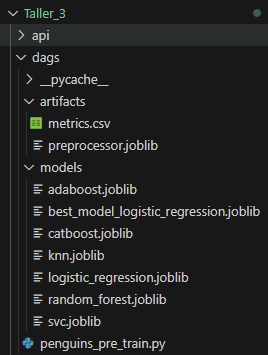 Taller_3
api
dags
__pycache__
artifacts
metrics.csv
preprocessor.joblib
models
adaboost.joblib
best_model_logistic_regression.joblib
catboost.joblib
knn.joblib
logistic_regression.joblib
random_forest.joblib
svc.joblib
penguins_pre_train.py